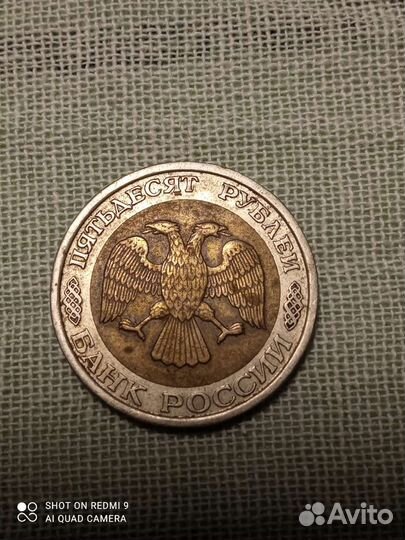 ПЯТЬДЕСЯТ РУБЛЕЙ
БАНК РОССИИ
SHOT ON REDMI 9
AI QUAD CAMERA
Avito